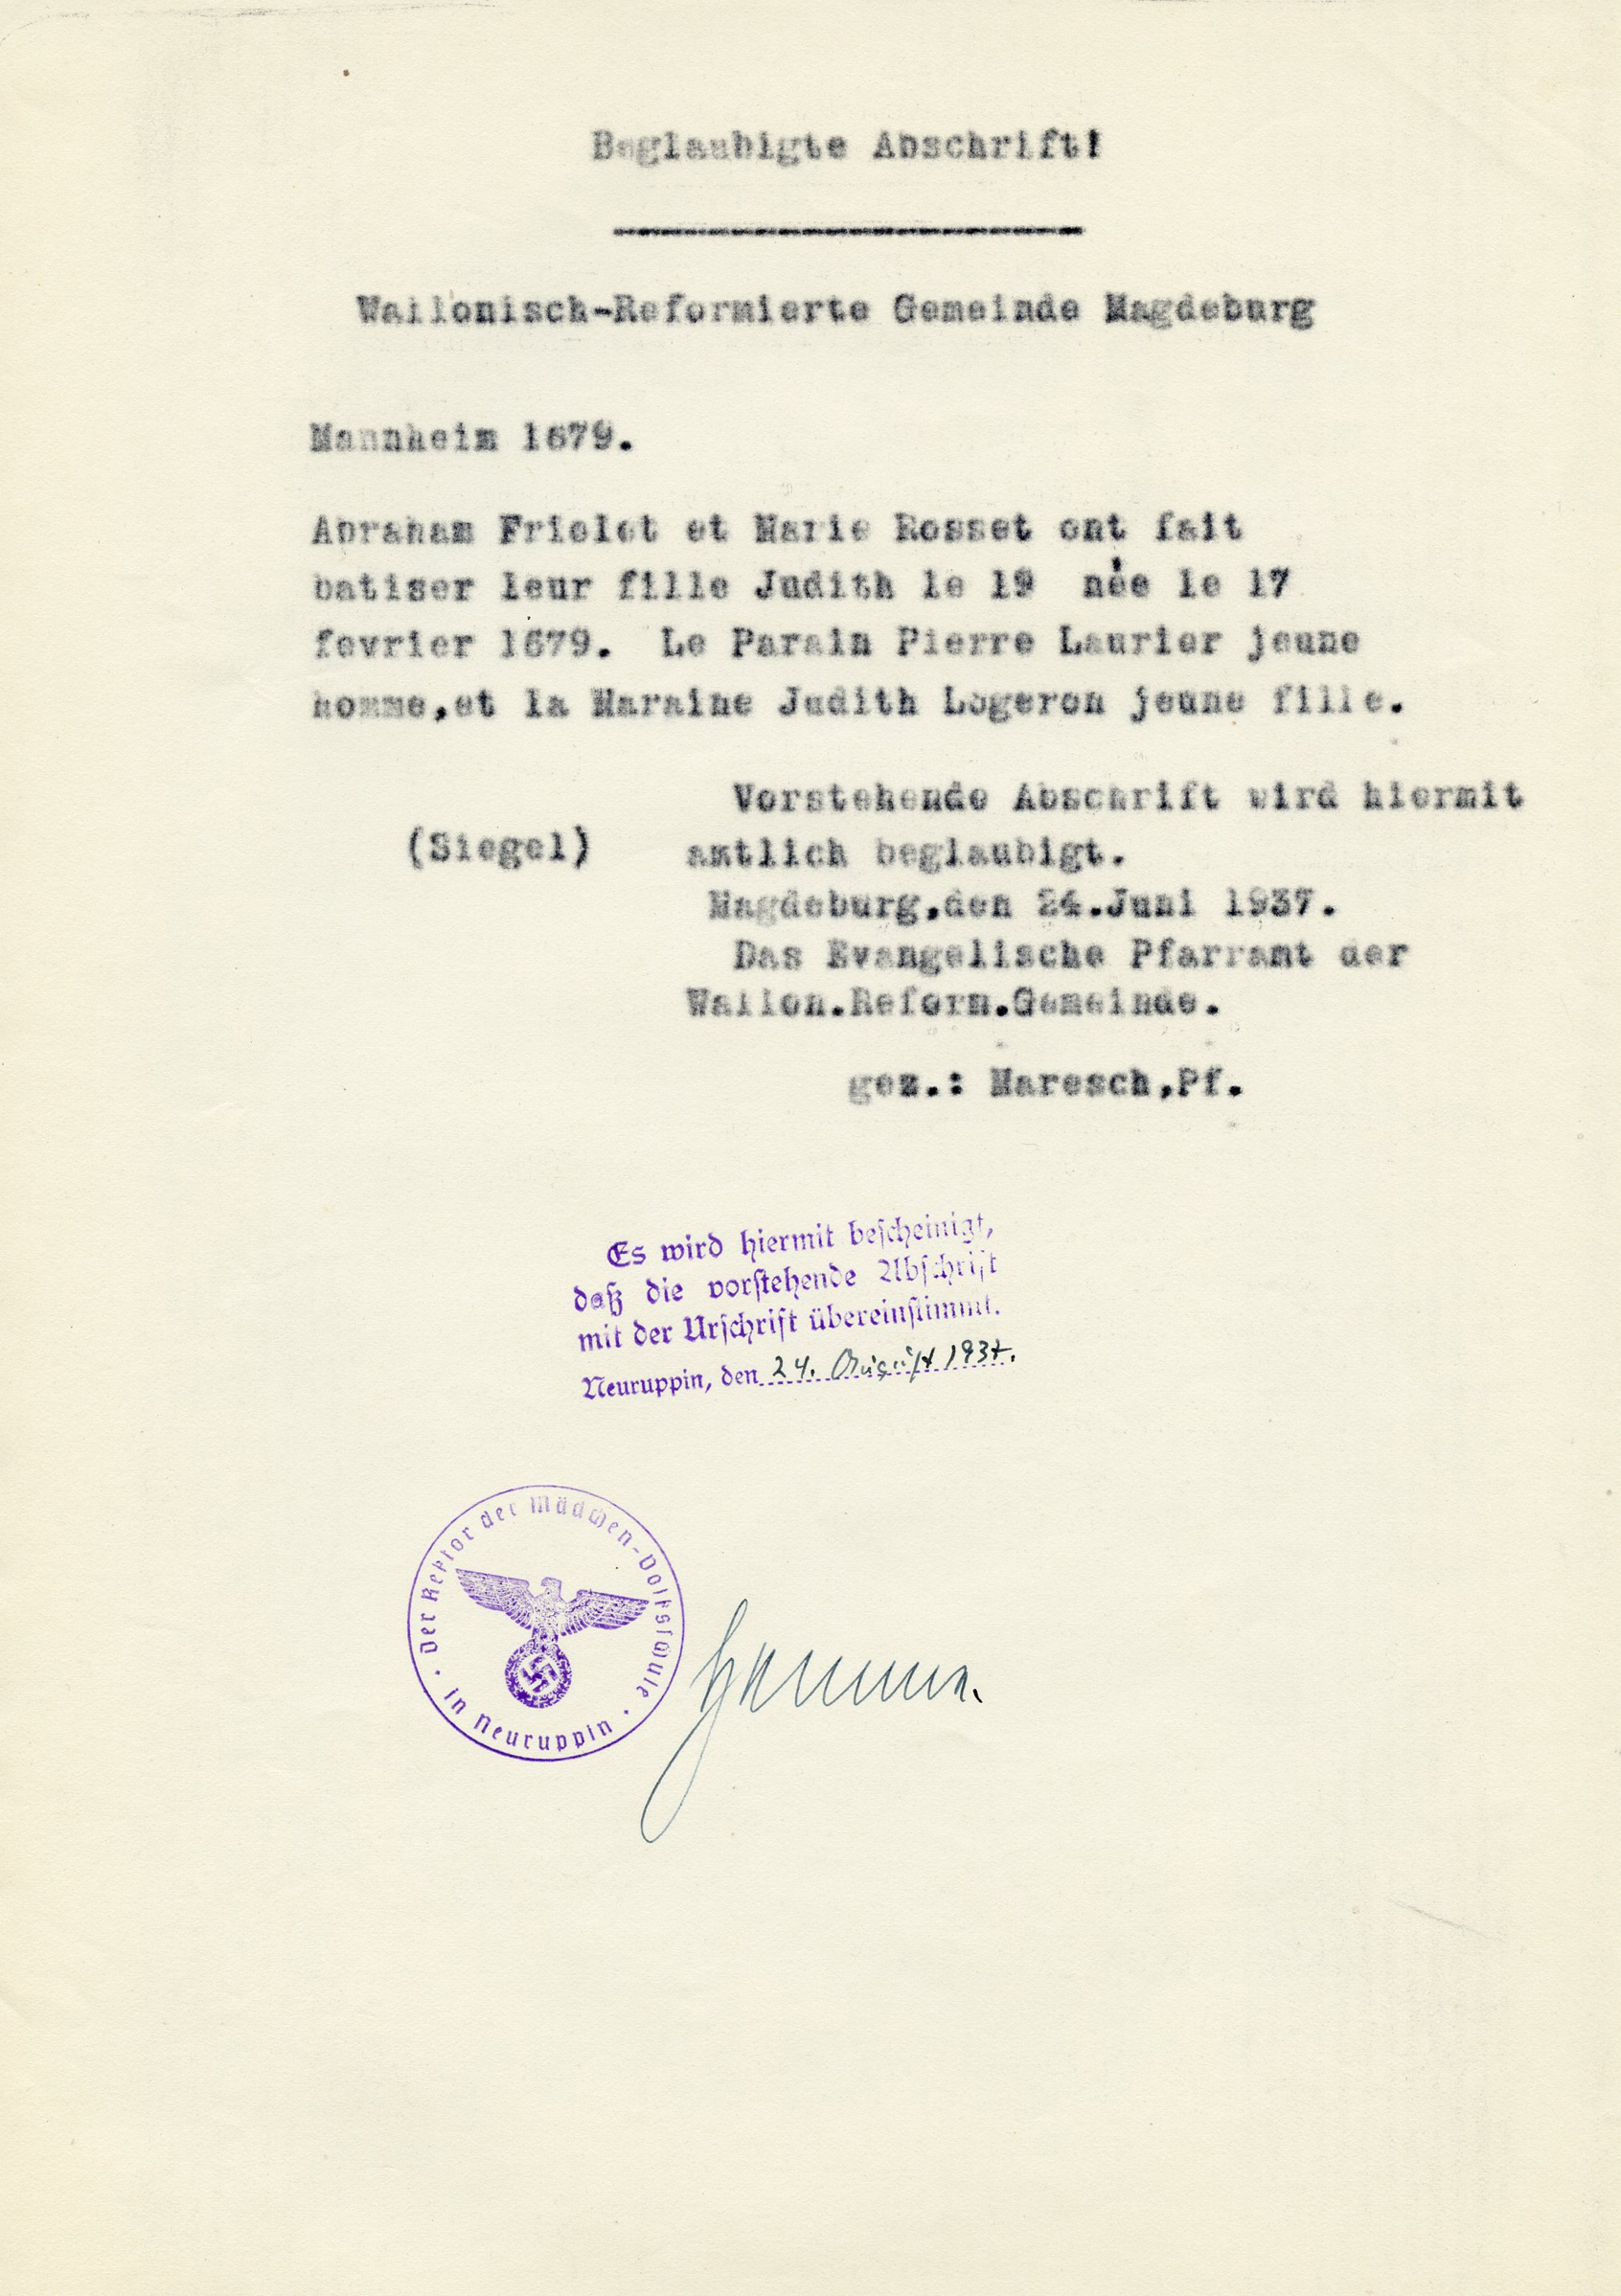 Beglaubigte Abschrift!
Wallonisch-Reformierte Gemeinde Magdeburg
Mannheim 1679.
Abraham Friolet et Marie Rosset ont fait
batiser leur fille Judith le 19 née le 17
fevrier 1679. Le Parain Pierre Laurier jeune
homme,et la Maraine Judith Logeron jeune fille.
Vorstehende Abschrift wird hiermit
(Siegel) amtlich beglaubigt.
Magdeburg,den 24.Juni 1937.
Das Evangelische Pfarramt der
Wallon.Reform.Gemeinde.
gez.: Maresch,Pf.
Es wird hiermit bescheinigt,
daß die vorstehende Abschrift
mit der Urschrift übereinstimmt.
Neuruppin, den 24. August 1937.
Der Rektor der Mädchen-Volksschule
in Neuruppin